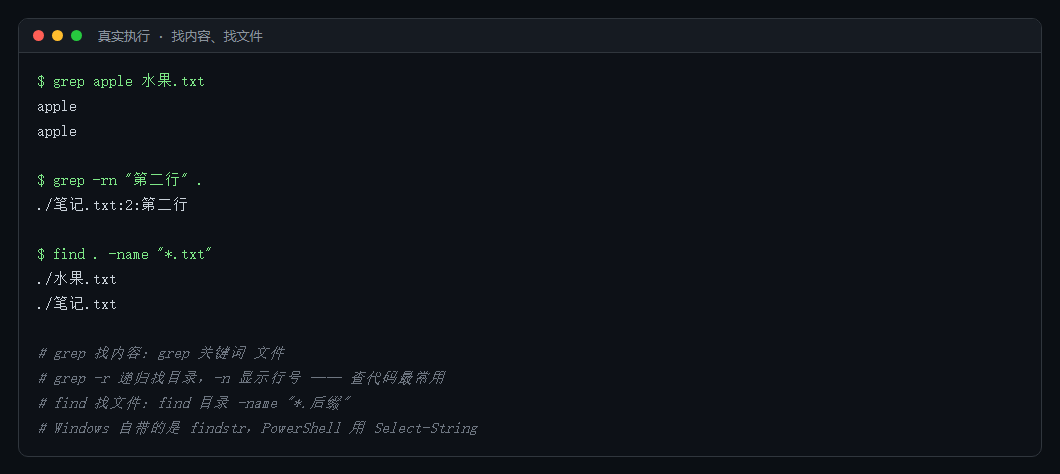 真实执行 · 找内容、找文件
$ grep apple 水果.txt
apple
apple
$ grep -rn "第二行" .
./笔记.txt:2:第二行
$ find . -name "*.txt"
./水果.txt
./笔记.txt
# grep 找内容: grep 关键词 文件
# grep -r 递归找目录，-n 显示行号 —— 查代码最常用
# find 找文件: find 目录 -name "*.后缀"
# Windows 自带的是 findstr，PowerShell 用 Select-String